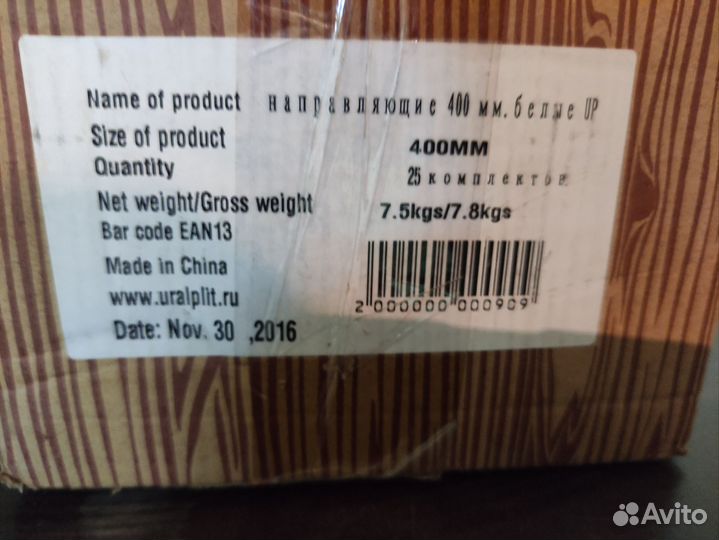 Name of product направляющие 400 мм. белые UP
Size of product 400MM
Quantity 25 комплектов
Net weight/Gross weight 7.5kgs/7.8kgs
Bar code EAN13
Made in China
www.uralplit.ru
2 000000 000909
Date: Nov. 30 ,2016
Avito